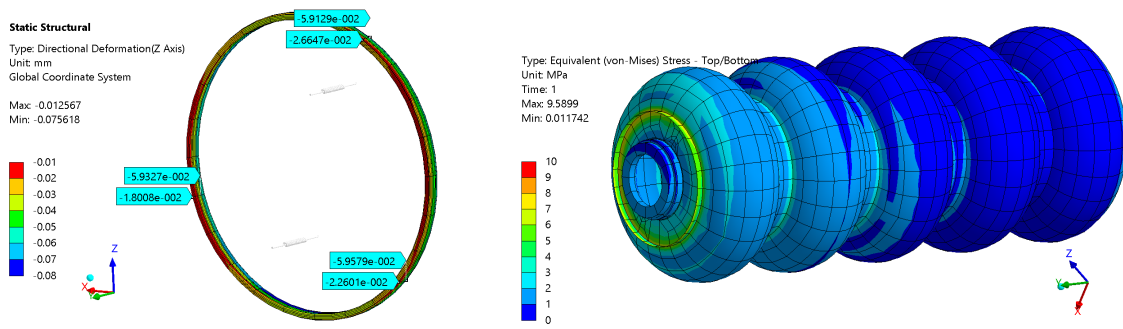 Static Structural
Type: Directional Deformation(Z Axis)
Unit: mm
Global Coordinate System
Max: -0.012567
Min: -0.075618
-0.01
-0.02
-0.03
-0.04
-0.05
-0.06
-0.07
-0.08
-5.9129e-002
-2.6647e-002
-5.9327e-002
-1.8008e-002
-5.9579e-002
-2.2601e-002
Z
X
Y
Type: Equivalent (von-Mises) Stress - Top/Bottom
Unit: MPa
Time: 1
Max: 9.5899
Min: 0.011742
10
9
8
7
6
5
4
3
2
1
0
Z
Y
X